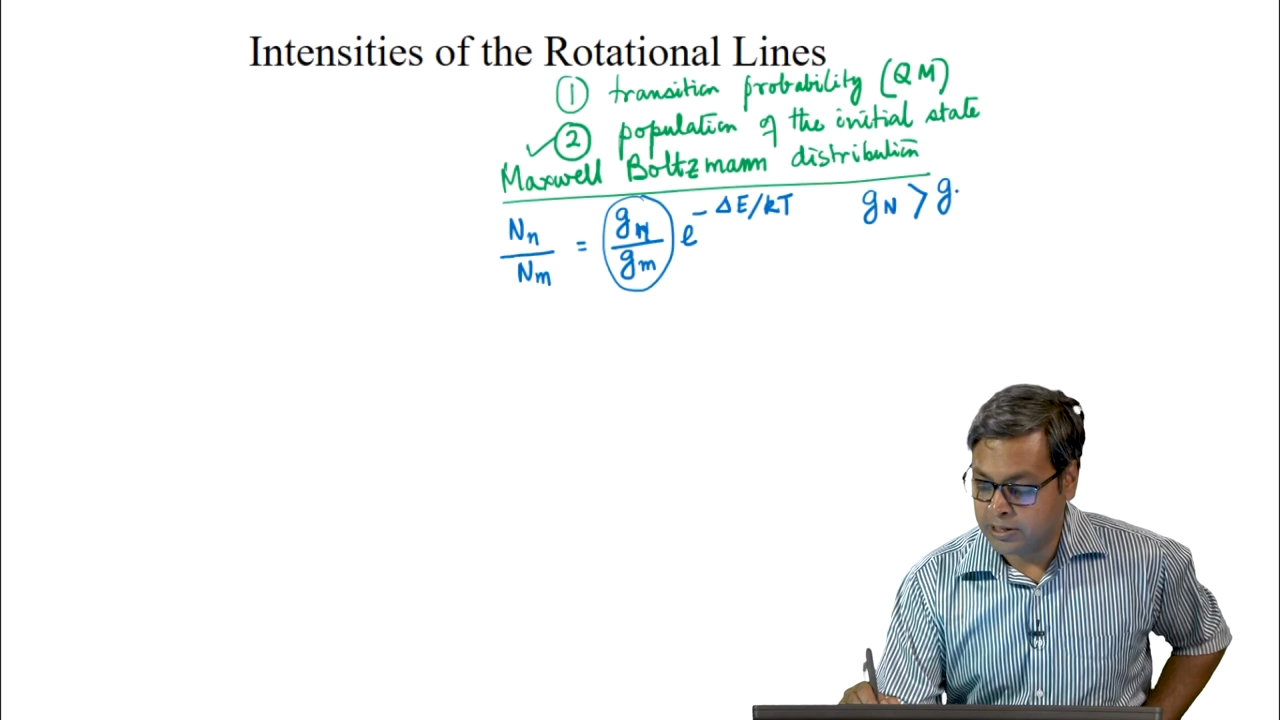 Intensities of the Rotational Lines
① transition probability (QM)
✓② population of the initial state
Maxwell Boltzmann distribution
Nn/Nm = gN/gm e^-ΔE/kT gN > g.